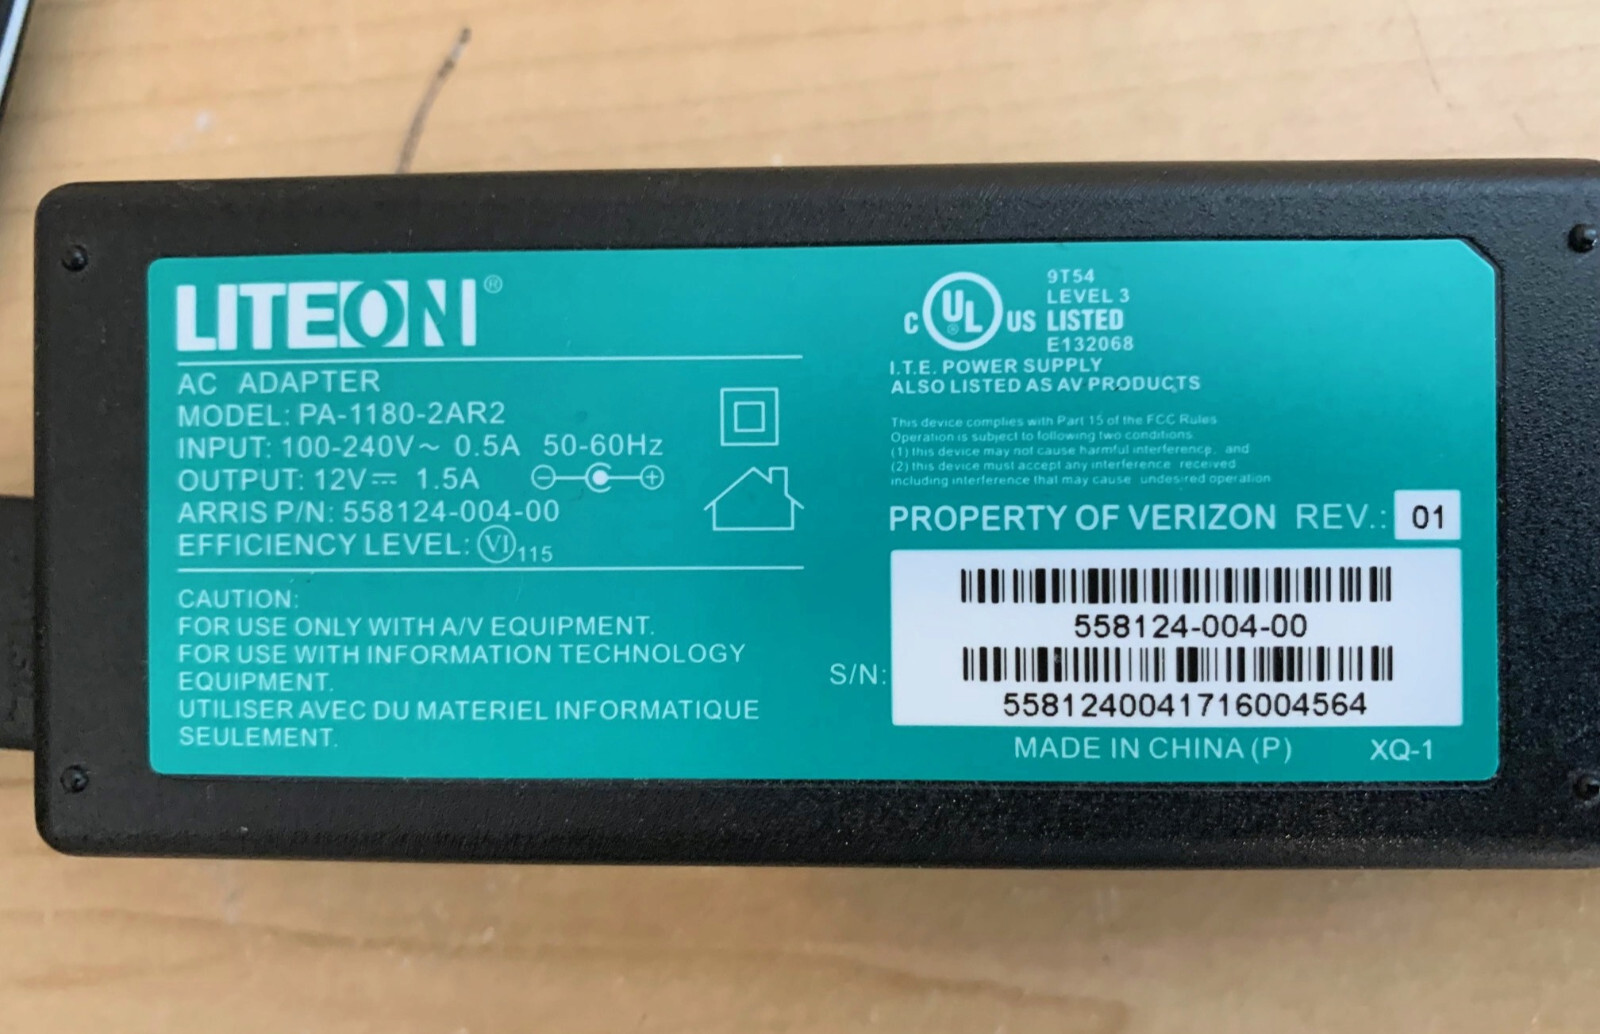 LITEON®
AC ADAPTER
MODEL: PA-1180-2AR2
INPUT: 100-240V~ 0.5A 50-60Hz
OUTPUT: 12V⎓ 1.5A
ARRIS P/N: 558124-004-00
EFFICIENCY LEVEL: VI 115
CAUTION:
FOR USE ONLY WITH A/V EQUIPMENT.
FOR USE WITH INFORMATION TECHNOLOGY
EQUIPMENT.
UTILISER AVEC DU MATERIEL INFORMATIQUE
SEULEMENT.
C UL® US
9T54
LEVEL 3
LISTED
E132068
I.T.E. POWER SUPPLY
ALSO LISTED AS AV PRODUCTS
This device complies with Part 15 of the FCC Rules.
Operation is subject to following two conditions.
(1) this device may not cause harmful interference, and
(2) this device must accept any interference received
including interference that may cause undesired operation
PROPERTY OF VERIZON REV.: 01
558124-004-00
S/N:
5581240041716004564
MADE IN CHINA (P) XQ-1